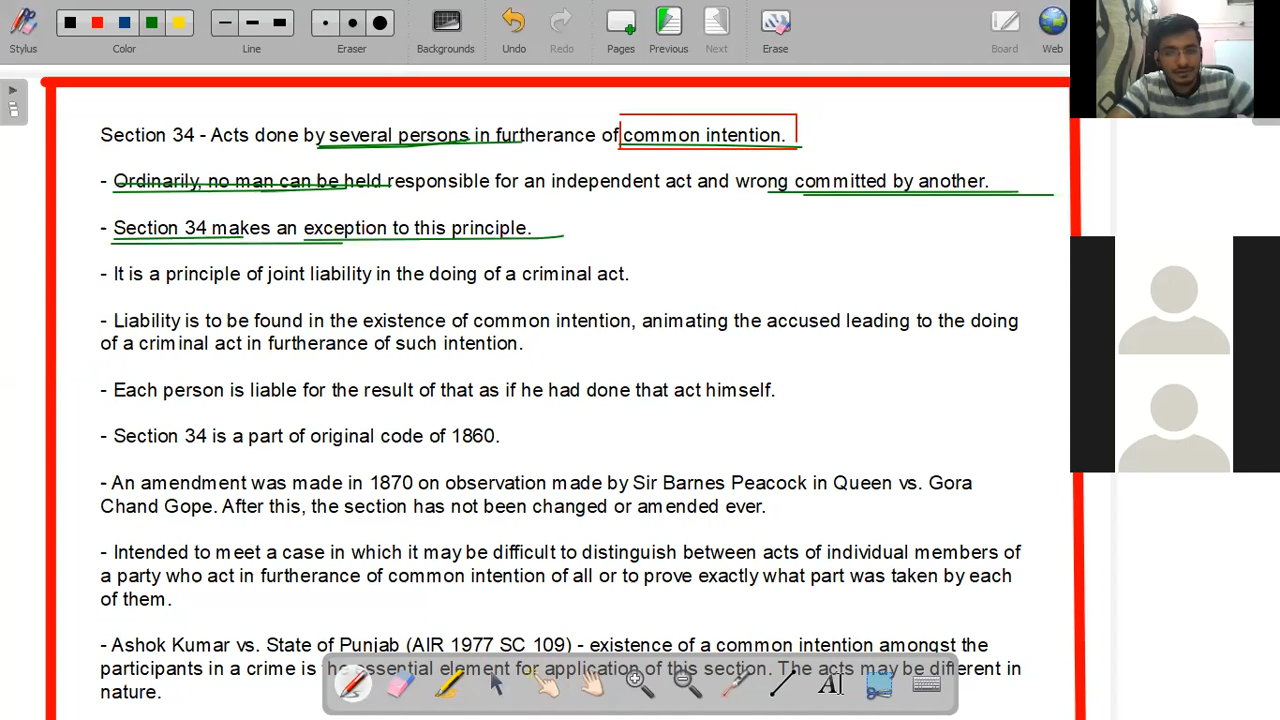 Stylus
Color
Line
Eraser
Backgrounds
Undo
Redo
Pages
Previous
Next
Erase
Board
Web
Section 34 - Acts done by several persons in furtherance of common intention.
- Ordinarily, no man can be held responsible for an independent act and wrong committed by another.
- Section 34 makes an exception to this principle.
- It is a principle of joint liability in the doing of a criminal act.
- Liability is to be found in the existence of common intention, animating the accused leading to the doing
of a criminal act in furtherance of such intention.
- Each person is liable for the result of that as if he had done that act himself.
- Section 34 is a part of original code of 1860.
- An amendment was made in 1870 on observation made by Sir Barnes Peacock in Queen vs. Gora
Chand Gope. After this, the section has not been changed or amended ever.
- Intended to meet a case in which it may be difficult to distinguish between acts of individual members of
a party who act in furtherance of common intention of all or to prove exactly what part was taken by each
of them.
- Ashok Kumar vs. State of Punjab (AIR 1977 SC 109) - existence of a common intention amongst the
participants in a crime is the essential element for application of this section. The acts may be different in
nature.